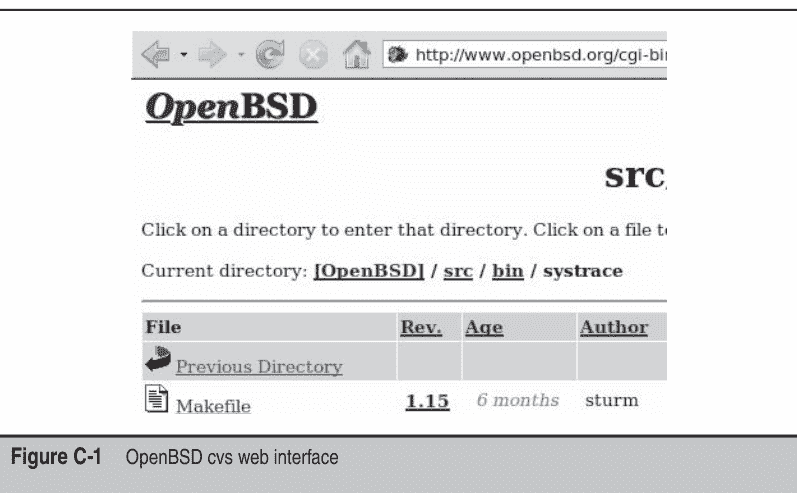 http://www.openbsd.org/cgi-bin
OpenBSD
src/
Click on a directory to enter that directory. Click on a file to
Current directory: [OpenBSD] / src / bin / systrace
File Rev. Age Author
Previous Directory
Makefile 1.15 6 months sturm
Figure C-1 OpenBSD cvs web interface